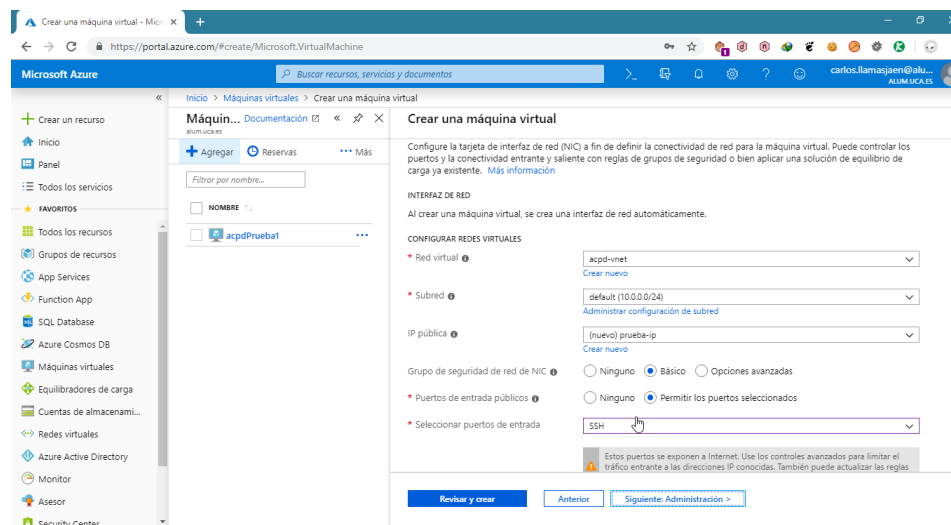 Crear una máquina virtual - Micr
https://portal.azure.com/#create/Microsoft.VirtualMachine
Microsoft Azure
Buscar recursos, servicios y documentos
carlos.llamasjaen@alu...
ALUM.UCA.ES
Inicio > Máquinas virtuales > Crear una máquina virtual
Crear un recurso
Inicio
Panel
Todos los servicios
FAVORITOS
Todos los recursos
Grupos de recursos
App Services
Function App
SQL Database
Azure Cosmos DB
Máquinas virtuales
Equilibradores de carga
Cuentas de almacenami...
Redes virtuales
Azure Active Directory
Monitor
Asesor
Security Center
Máquin... Documentación
alum.uca.es
Agregar Reservas ••• Más
Filtrar por nombre...
NOMBRE
acpdPrueba1 •••
Crear una máquina virtual
Configure la tarjeta de interfaz de red (NIC) a fin de definir la conectividad de red para la máquina virtual. Puede controlar los
puertos y la conectividad entrante y saliente con reglas de grupos de seguridad o bien aplicar una solución de equilibrio de
carga ya existente. Más información
INTERFAZ DE RED
Al crear una máquina virtual, se crea una interfaz de red automáticamente.
CONFIGURAR REDES VIRTUALES
* Red virtual acpd-vnet
Crear nuevo
* Subred default (10.0.0.0/24)
Administrar configuración de subred
IP pública (nuevo) prueba-ip
Crear nuevo
Grupo de seguridad de red de NIC Ninguno Básico Opciones avanzadas
* Puertos de entrada públicos Ninguno Permitir los puertos seleccionados
* Seleccionar puertos de entrada SSH
Estos puertos se exponen a Internet. Use los controles avanzados para limitar el
tráfico entrante a las direcciones IP conocidas. También puede actualizar las reglas
Revisar y crear Anterior Siguiente: Administración >